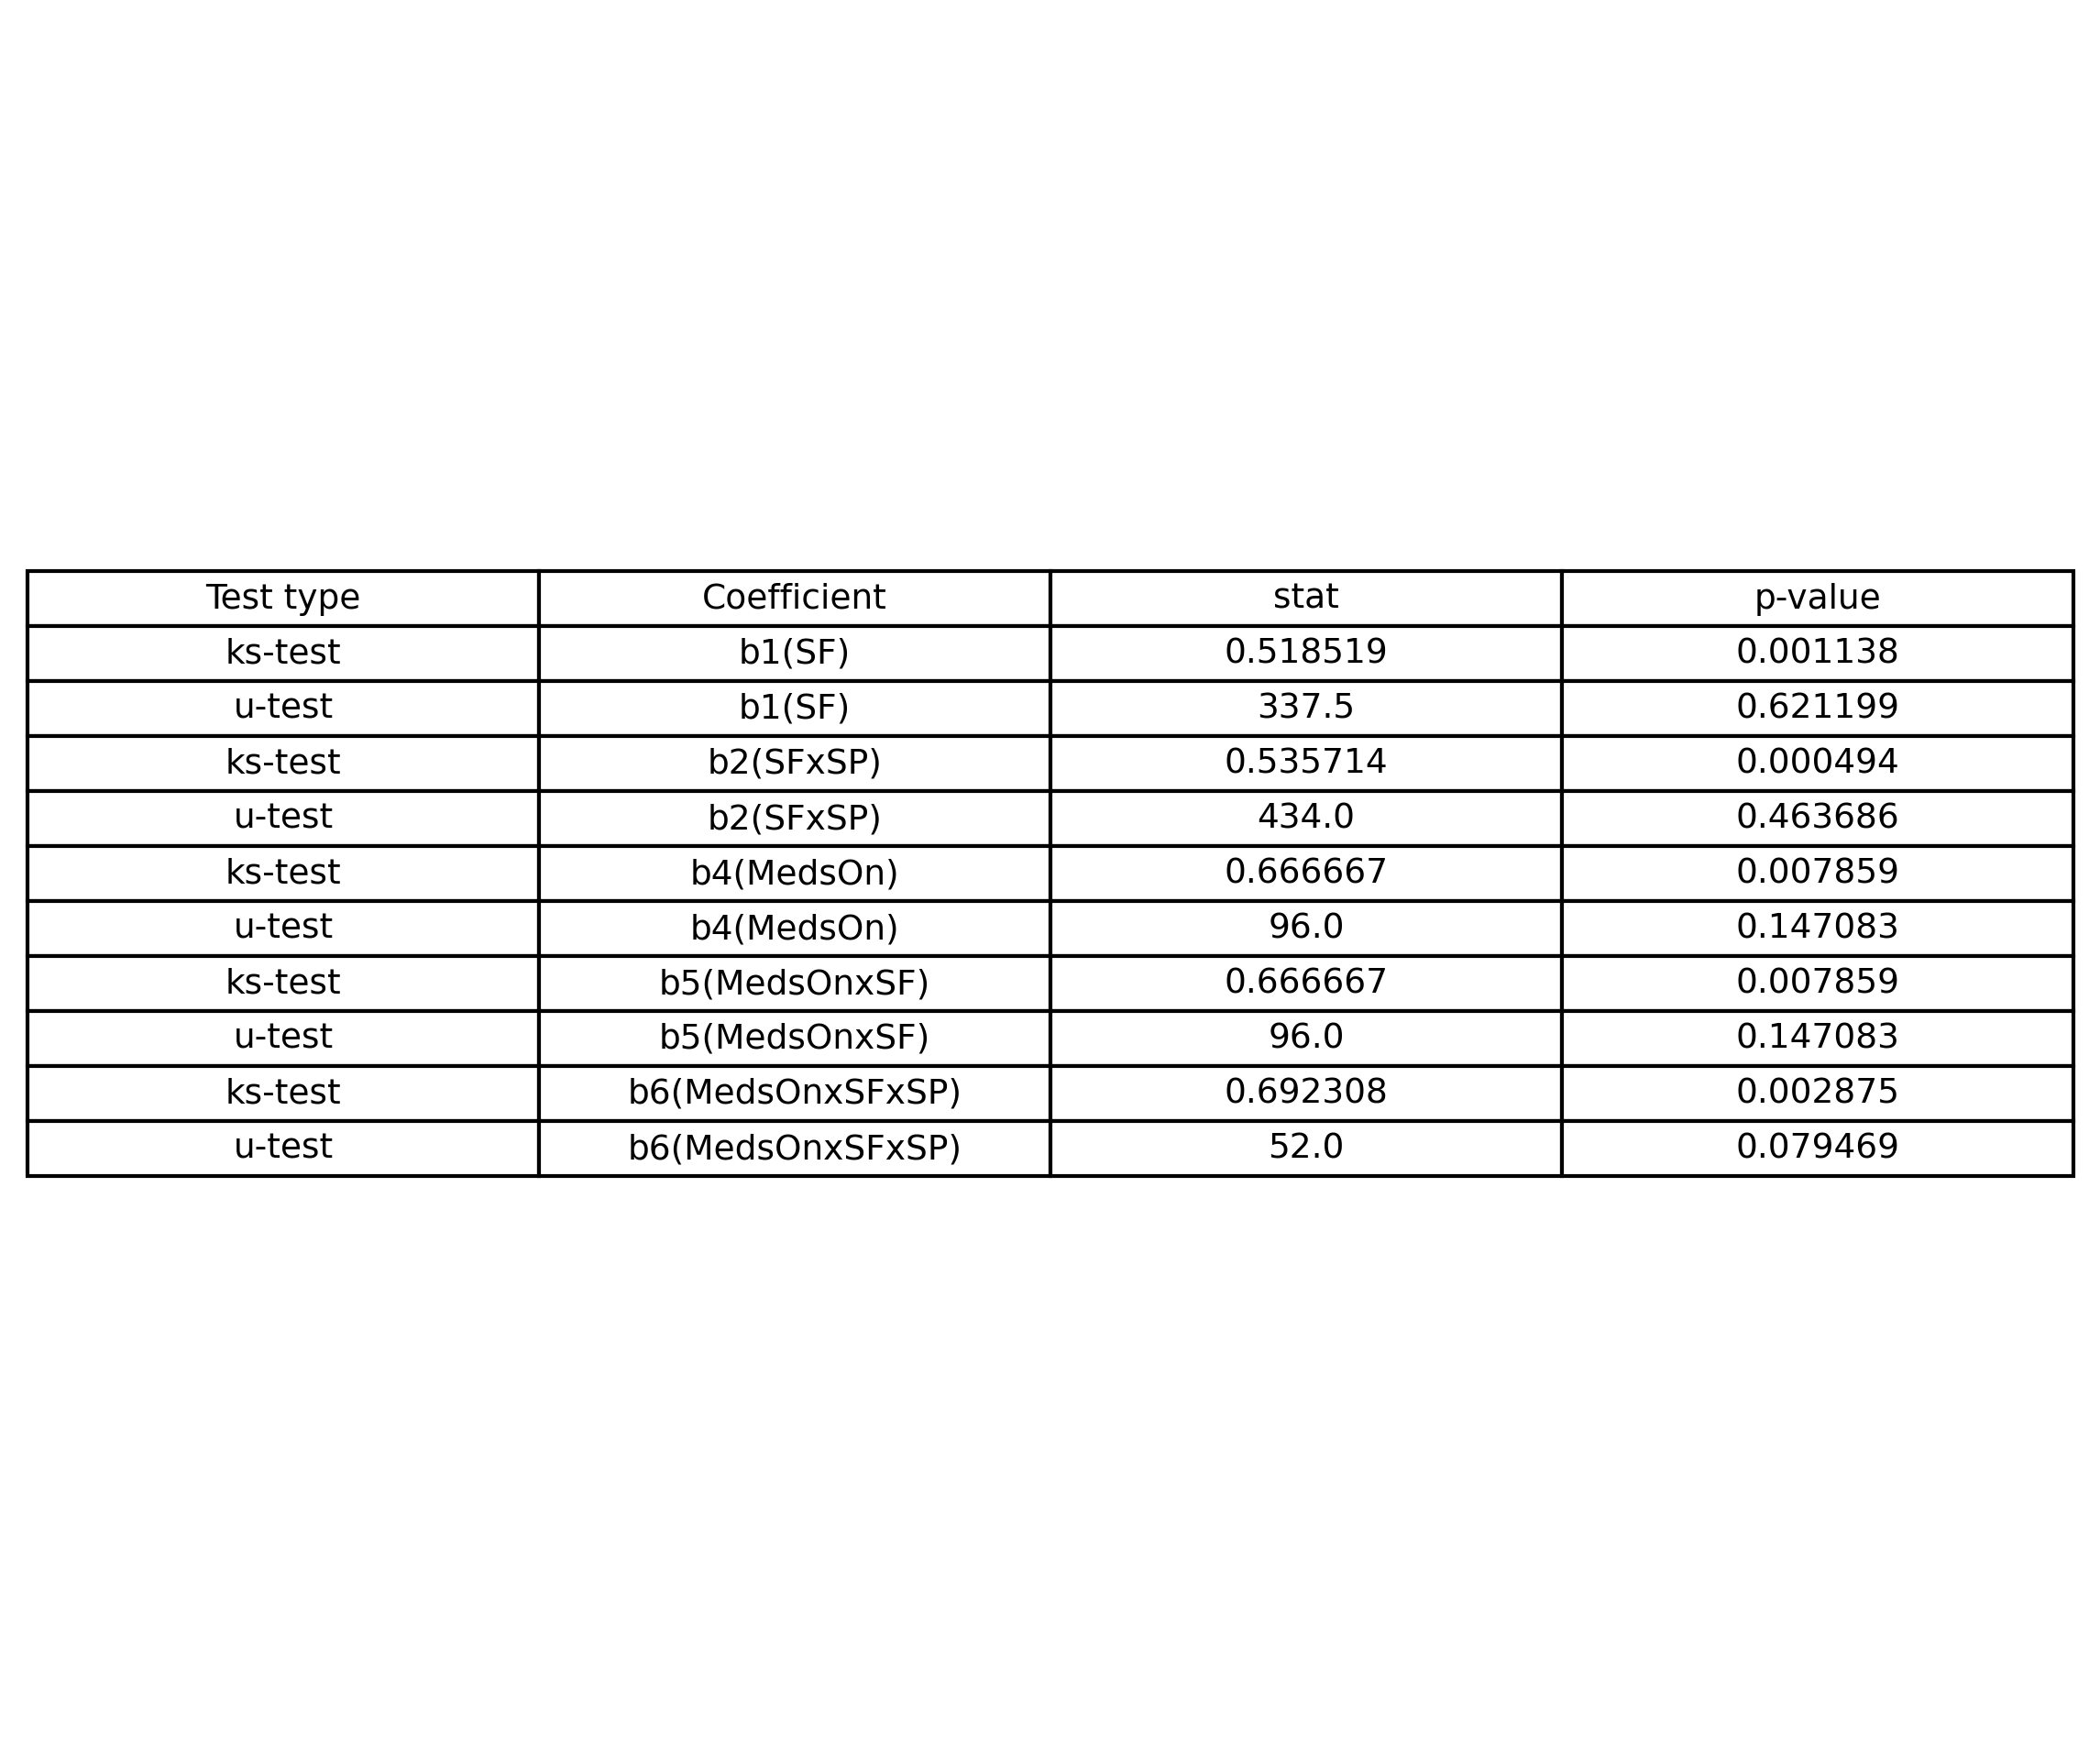 Test type Coefficient stat p-value
ks-test b1(SF) 0.518519 0.001138
u-test b1(SF) 337.5 0.621199
ks-test b2(SFxSP) 0.535714 0.000494
u-test b2(SFxSP) 434.0 0.463686
ks-test b4(MedsOn) 0.666667 0.007859
u-test b4(MedsOn) 96.0 0.147083
ks-test b5(MedsOnxSF) 0.666667 0.007859
u-test b5(MedsOnxSF) 96.0 0.147083
ks-test b6(MedsOnxSFxSP) 0.692308 0.002875
u-test b6(MedsOnxSFxSP) 52.0 0.079469